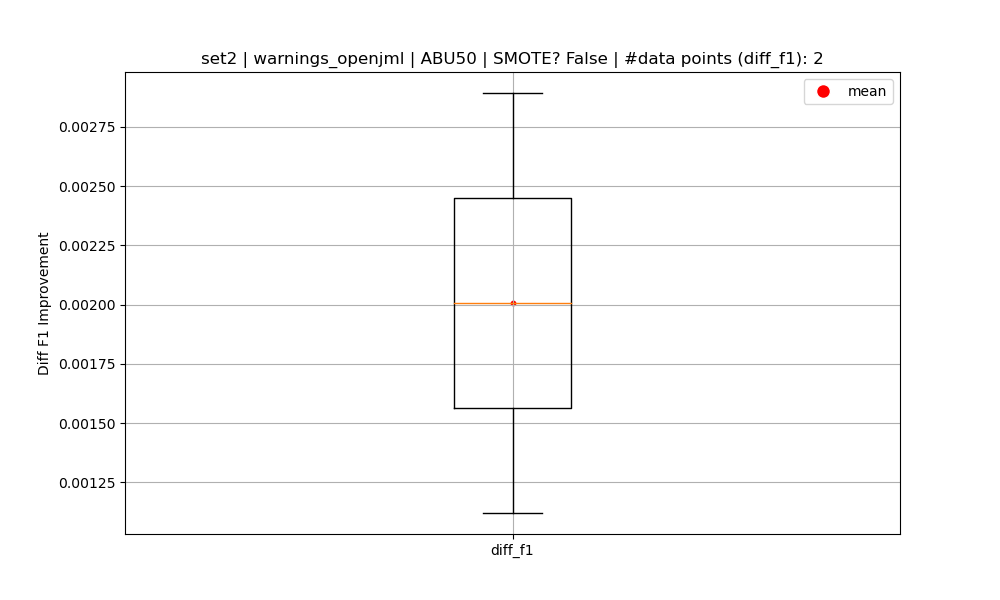 set2 | warnings_openjml | ABU50 | SMOTE? False | #data points (diff_f1): 2
mean
0.00275
0.00250
0.00225
0.00200
0.00175
0.00150
0.00125
Diff F1 Improvement
diff_f1